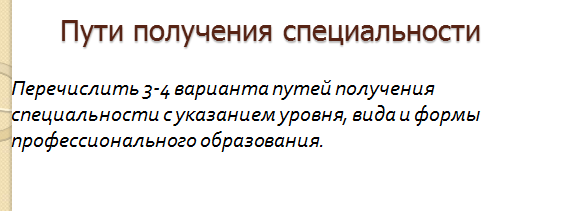 Пути получения специальности
Перечислить 3-4 варианта путей получения
специальности с указанием уровня, вида и формы
профессионального образования.